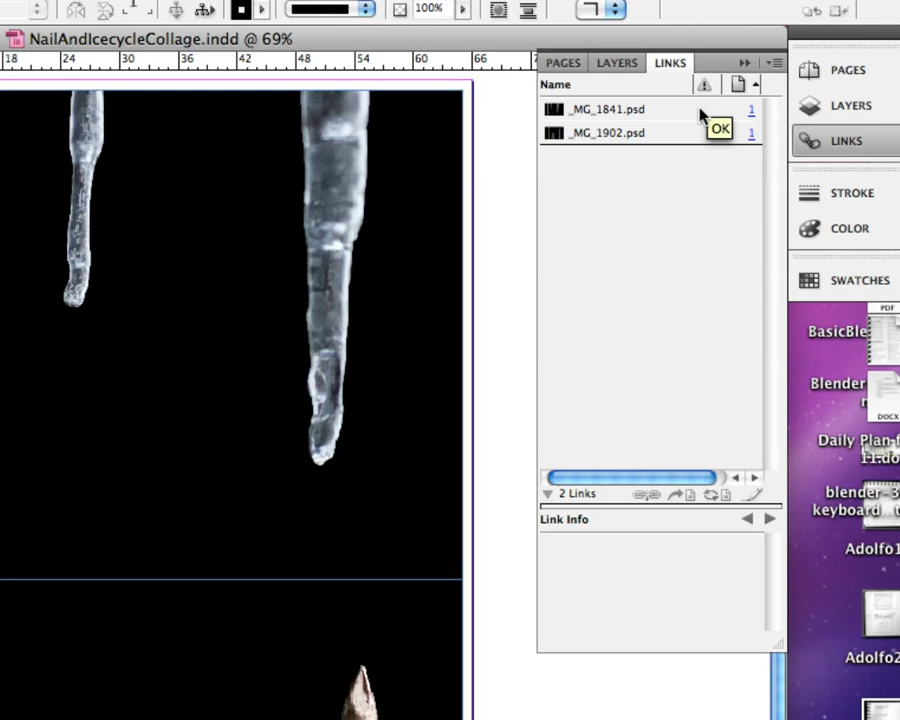 100%
NailAndIcecycleCollage.indd @ 69%
18 24 30 36 42 48 54 60 66
PAGES LAYERS LINKS
Name
_MG_1841.psd 1
OK
_MG_1902.psd 1
2 Links
Link Info
PAGES
LAYERS
LINKS
STROKE
COLOR
SWATCHES
PDF
BasicBle
Blender
DOCX
Daily Plan-f
11.do
blender-3
keyboard...t
Adolfo1
Adolfo2